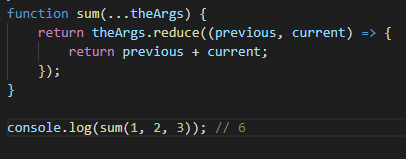 function sum(...theArgs) {
    return theArgs.reduce((previous, current) => {
        return previous + current;
    });
}

console.log(sum(1, 2, 3)); // 6